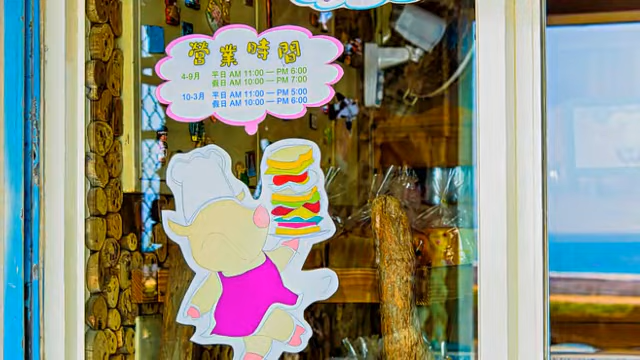 營業時間
4-9月 平日 AM 11:00 — PM 6:00
假日 AM 10:00 — PM 7:00
10-3月 平日 AM 11:00 — PM 5:00
假日 AM 10:00 — PM 6:00